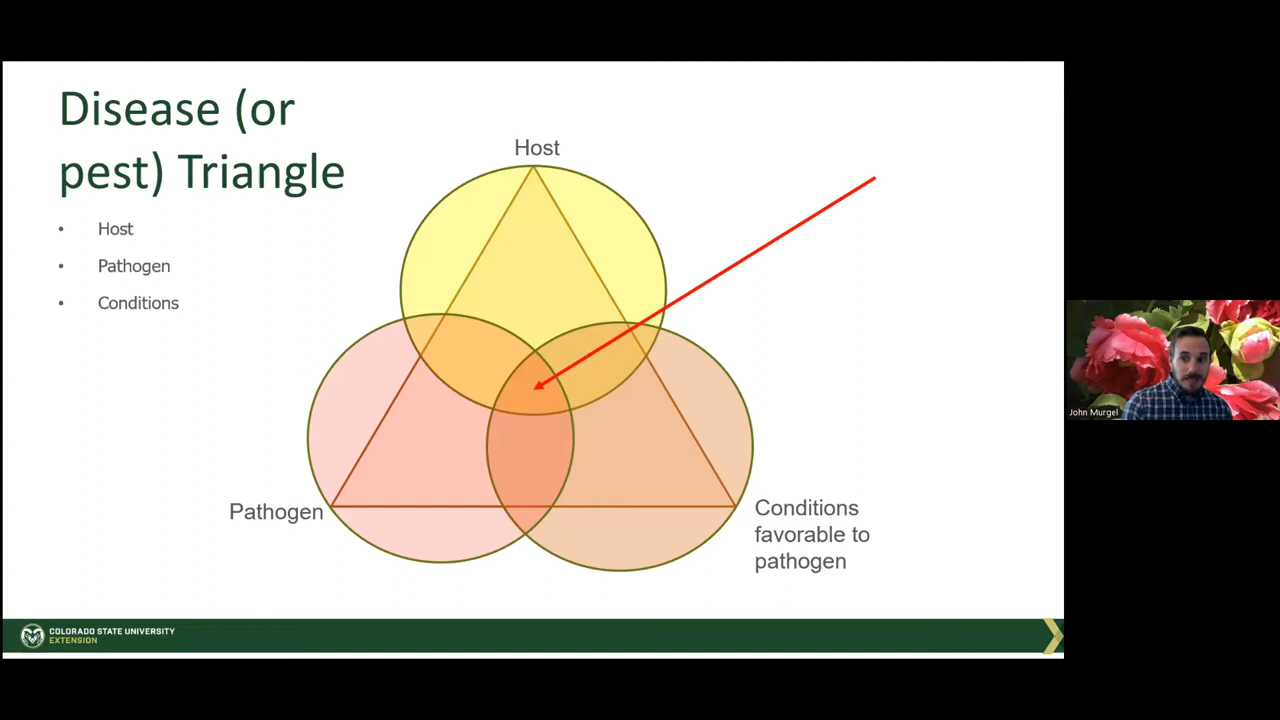 Disease (or
pest) Triangle
• Host
• Pathogen
• Conditions
Host
Pathogen
Conditions
favorable to
pathogen
COLORADO STATE UNIVERSITY
EXTENSION
John Murgel